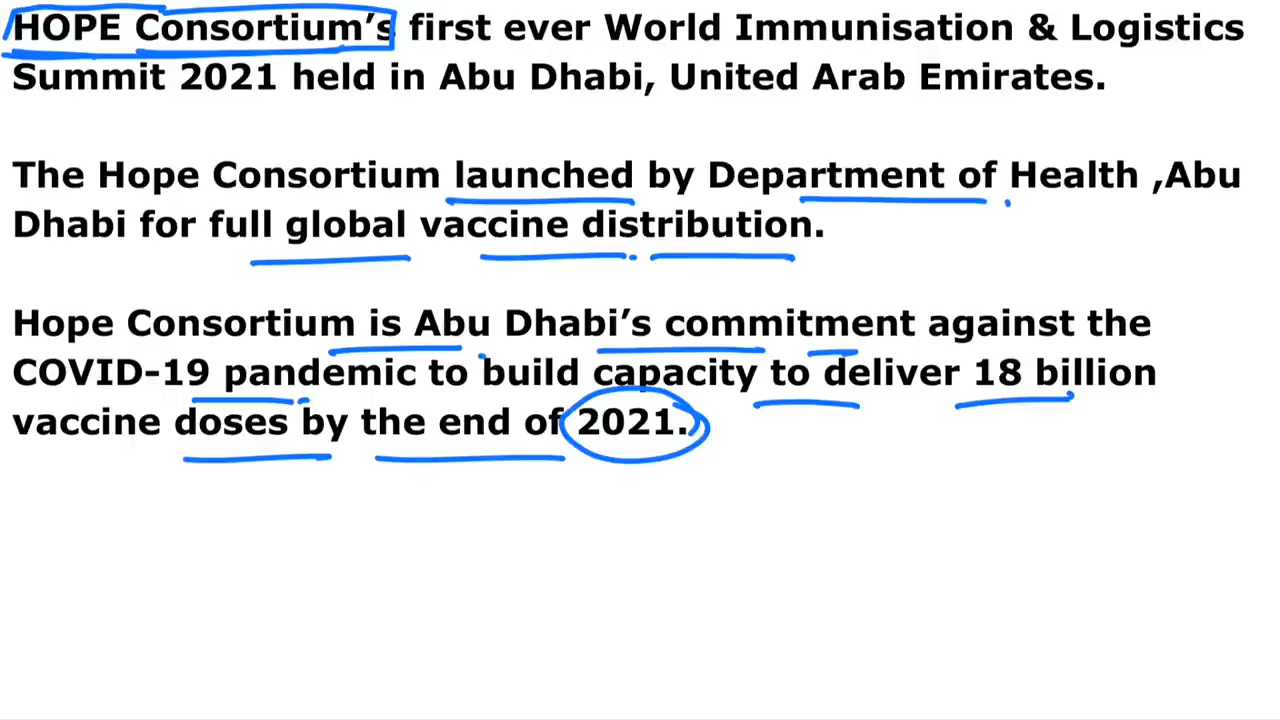 HOPE Consortium’s first ever World Immunisation & Logistics
Summit 2021 held in Abu Dhabi, United Arab Emirates.
The Hope Consortium launched by Department of Health ,Abu
Dhabi for full global vaccine distribution.
Hope Consortium is Abu Dhabi’s commitment against the
COVID-19 pandemic to build capacity to deliver 18 billion
vaccine doses by the end of 2021.